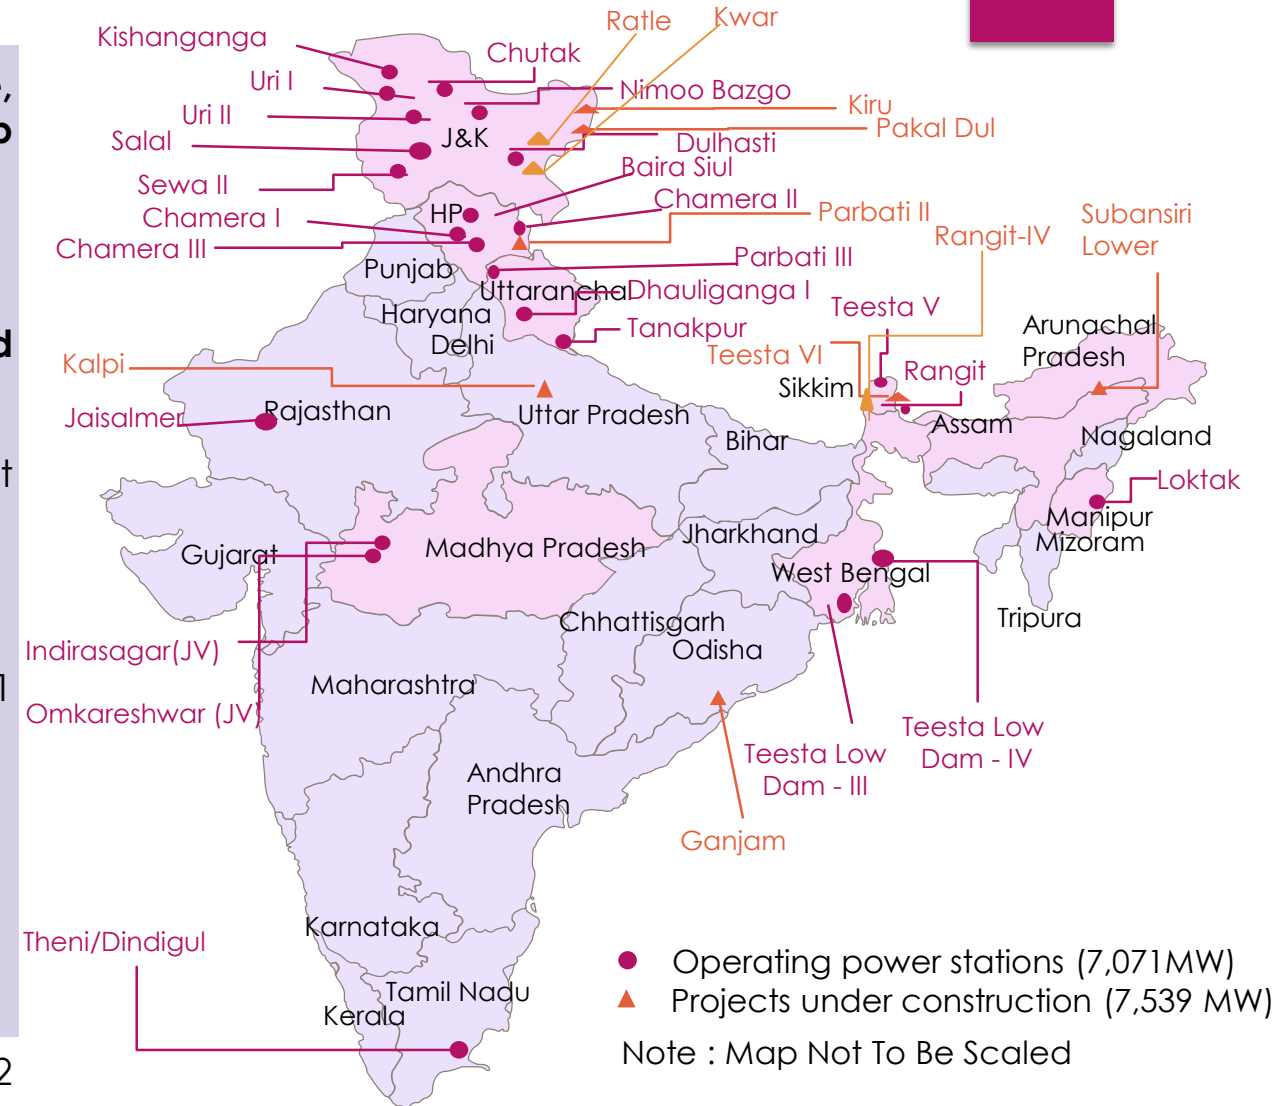 Ratle
Kwar
Kishanganga
Chutak
Uri I
Nimoo Bazgo
Kiru
Uri II
Pakal Dul
Salal
J&K
Dulhasti
Baira Siul
Sewa II
Chamera II
HP
Parbati II
Subansiri
Lower
Chamera I
Rangit-IV
Chamera III
Parbati III
Punjab
Uttaranchal
Dhauliganga I
Teesta V
Haryana
Tanakpur
Arunachal
Pradesh
Delhi
Teesta VI
Kalpi
Rangit
Sikkim
Jaisalmer
Rajasthan
Uttar Pradesh
Assam
Bihar
Nagaland
Loktak
Manipur
Jharkhand
Mizoram
Madhya Pradesh
Gujarat
West Bengal
Tripura
Chhattisgarh
Indirasagar(JV)
Odisha
Maharashtra
Omkareshwar (JV)
Teesta Low
Dam - IV
Teesta Low
Dam - III
Andhra
Pradesh
Ganjam
Karnataka
Theni/Dindigul
Tamil Nadu
Kerala
Operating power stations (7,071MW)
Projects under construction (7,539 MW)
Note : Map Not To Be Scaled